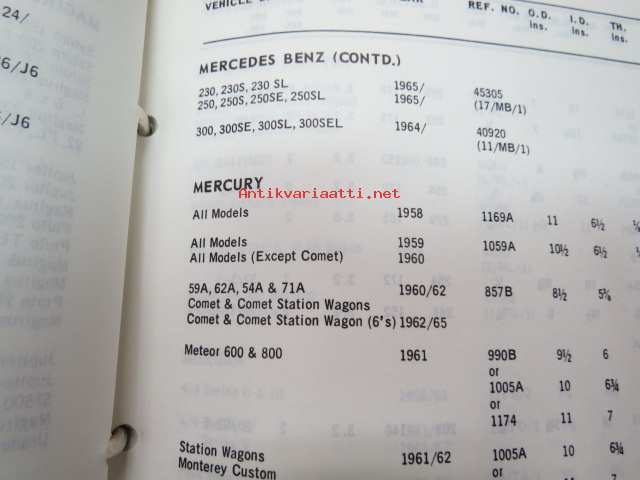 24/
6/J6
6/J6
REF. NO. O.D. I.D. TH.
Ins. Ins. Ins.
MERCEDES BENZ (CONTD.)
230, 230S, 230 SL 1965/ 45305
250, 250S, 250SE, 250SL 1965/ (17/MB/1)
300, 300SE, 300SL, 300SEL 1964/ 40920
(11/MB/1)
MERCURY
Antikvariaatti.net
All Models 1958 1169A 11 6½
All Models 1959 1059A 10½ 6½
All Models (Except Comet) 1960
59A, 62A, 54A & 71A 1960/62 857B 8½ 5⅝
Comet & Comet Station Wagons
Comet & Comet Station Wagon (6's) 1962/65
Meteor 600 & 800 1961 990B 9½ 6
or
1005A 10 6¾
or
1174 11 7
Station Wagons 1961/62 1005A 10 6¾
Monterey Custom or